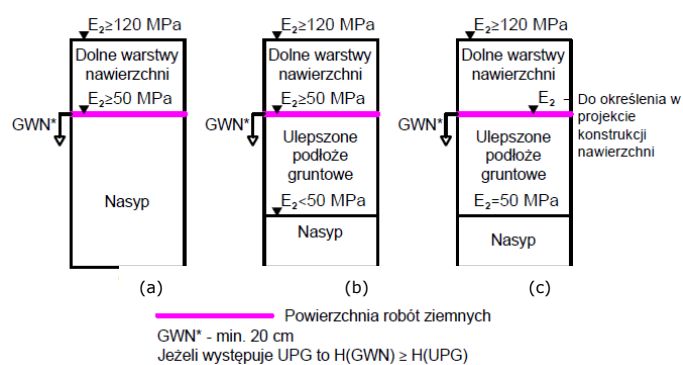 E₂≥120 MPa
Dolne warstwy
nawierzchni
E₂≥50 MPa
GWN*
Nasyp
(a)
E₂≥120 MPa
Dolne warstwy
nawierzchni
E₂≥50 MPa
GWN*
Ulepszone
podłoże
gruntowe
E₂<50 MPa
Nasyp
(b)
E₂≥120 MPa
Dolne warstwy
nawierzchni
E₂ – Do określenia w
projekcie
konstrukcji
nawierzchni
GWN*
Ulepszone
podłoże
gruntowe
E₂=50 MPa
Nasyp
(c)
Powierzchnia robót ziemnych
GWN* - min. 20 cm
Jeżeli występuje UPG to H(GWN) ≥ H(UPG)